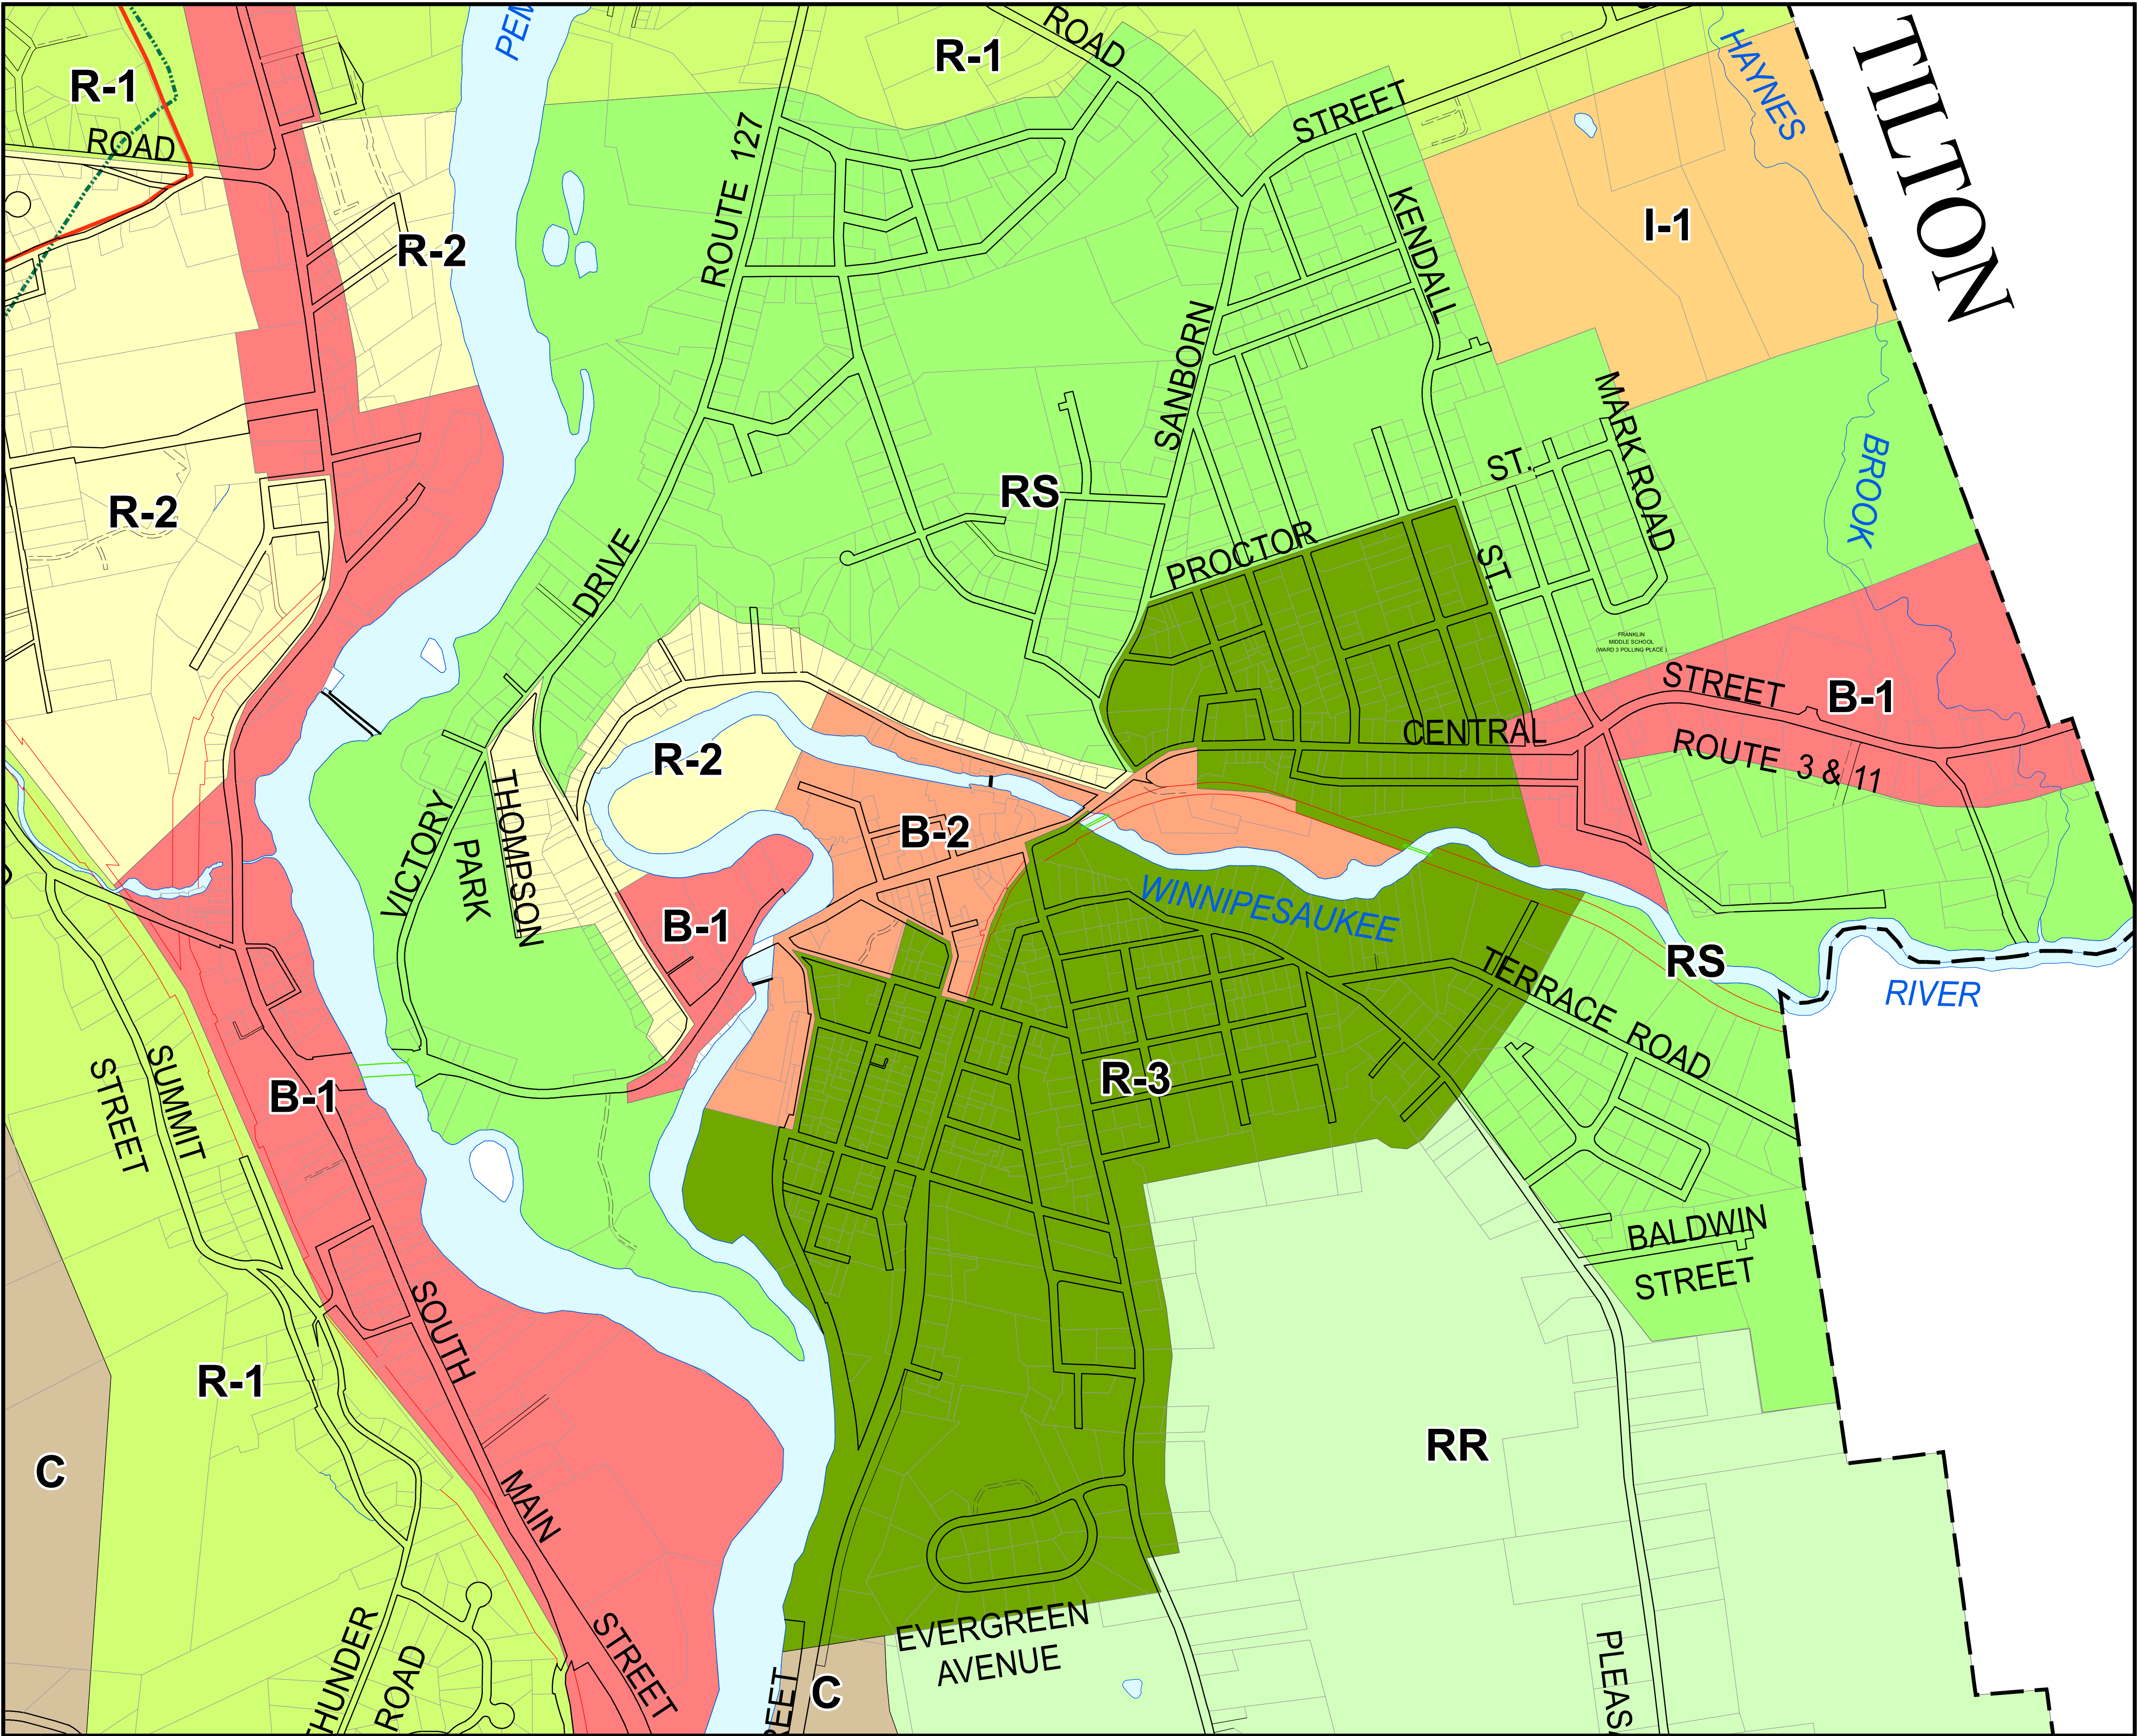 PEM
ROAD
R-1
R-1
ROAD
HAYNES
TILTON
STREET
ROUTE 127
R-2
KENDALL
I-1
SANBORN
MARK ROAD
BROOK
R-2
RS
ST.
PROCTOR
ST.
DRIVE
FRANKLIN
MIDDLE SCHOOL
(WARD 3 POLLING PLACE )
STREET
B-1
CENTRAL
ROUTE 3 & 11
R-2
THOMPSON
VICTORY
PARK
B-2
B-1
WINNIPESAUKEE
RS
RIVER
TERRACE ROAD
SUMMIT
STREET
B-1
R-3
BALDWIN
STREET
SOUTH
MAIN
STREET
R-1
C
RR
EVERGREEN
AVENUE
THUNDER
ROAD
EET
C
PLEAS